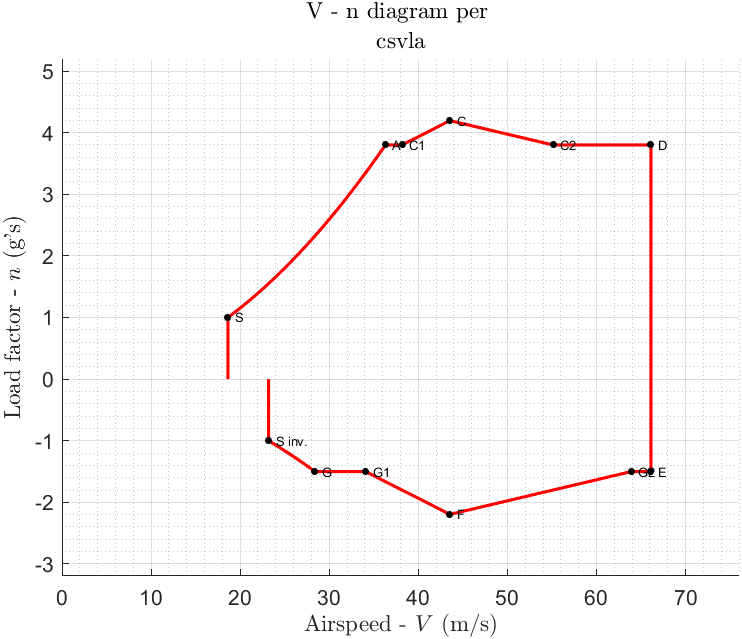 V - n diagram per
csvla
5
4
3
2
1
0
-1
-2
-3
Load factor - n (g's)
C
A
C1
C2
D
S
S inv.
G
G1
G2
E
F
0 10 20 30 40 50 60 70
Airspeed - V (m/s)